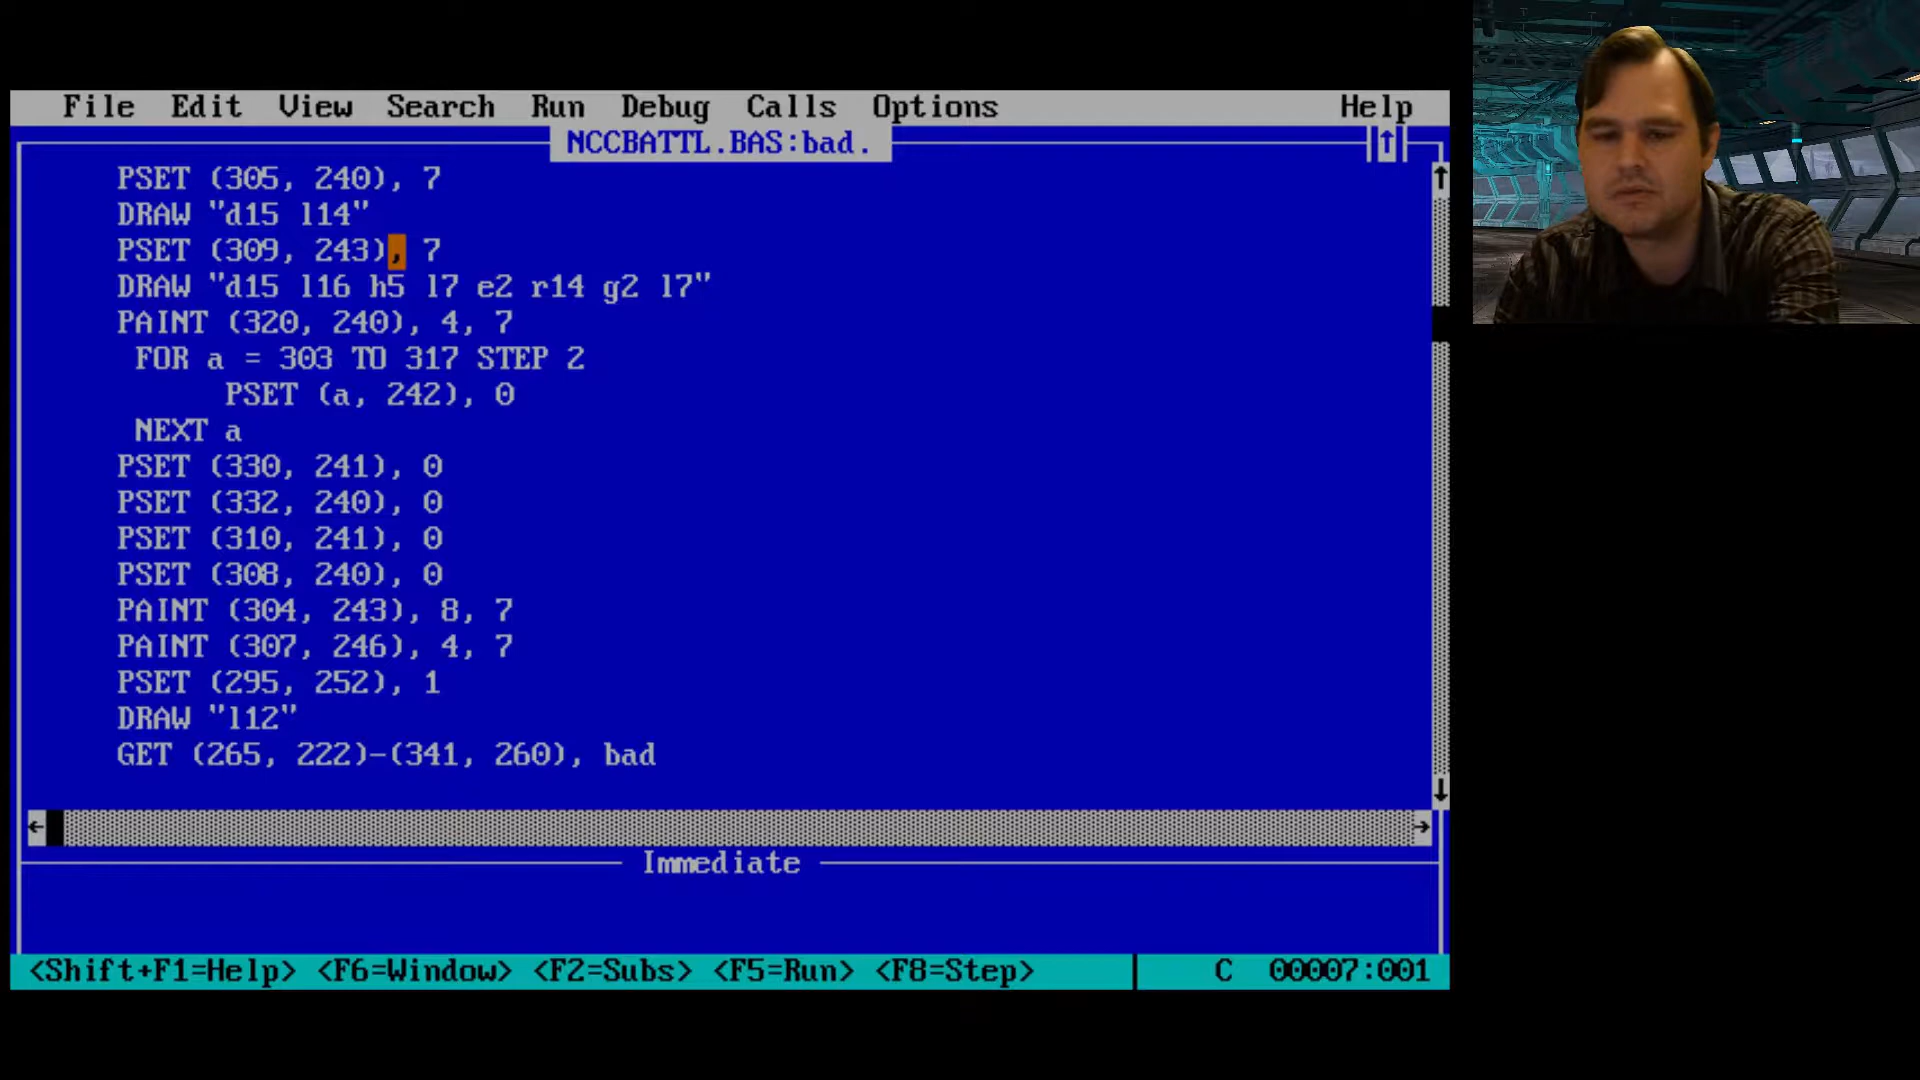 File Edit View Search Run Debug Calls Options Help
NCCBATTL.BAS:bad.
PSET (305, 240), 7
DRAW "d15 l14"
PSET (309, 243), 7
DRAW "d15 l16 h5 l7 e2 r14 g2 l7"
PAINT (320, 240), 4, 7
FOR a = 303 TO 317 STEP 2
PSET (a, 242), 0
NEXT a
PSET (330, 241), 0
PSET (332, 240), 0
PSET (310, 241), 0
PSET (308, 240), 0
PAINT (304, 243), 8, 7
PAINT (307, 246), 4, 7
PSET (295, 252), 1
DRAW "l12"
GET (265, 222)-(341, 260), bad
Immediate
<Shift+F1=Help> <F6=Window> <F2=Subs> <F5=Run> <F8=Step> C 00007:001